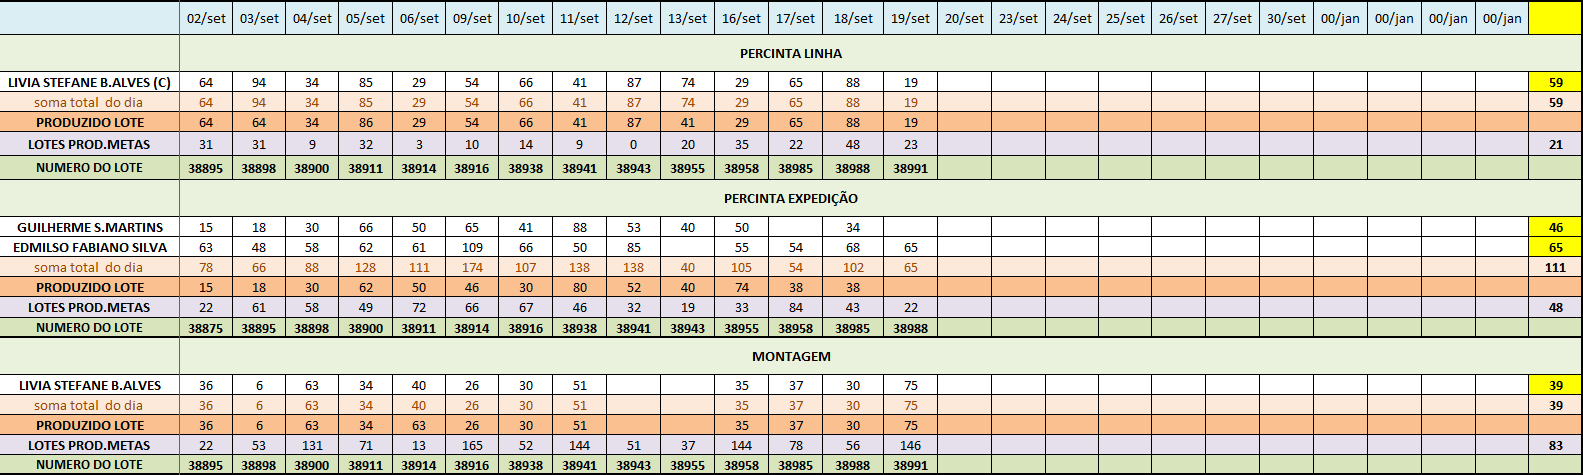 02/set 03/set 04/set 05/set 06/set 09/set 10/set 11/set 12/set 13/set 16/set 17/set 18/set 19/set 20/set 23/set 24/set 25/set 26/set 27/set 30/set 00/jan 00/jan 00/jan 00/jan
PERCINTA LINHA
LIVIA STEFANE B.ALVES (C) 64 94 34 85 29 54 66 41 87 74 29 65 88 19 59
soma total do dia 64 94 34 85 29 54 66 41 87 74 29 65 88 19 59
PRODUZIDO LOTE 64 64 34 86 29 54 66 41 87 41 29 65 88 19
LOTES PROD.METAS 31 31 9 32 3 10 14 9 0 20 35 22 48 23 21
NUMERO DO LOTE 38895 38898 38900 38911 38914 38916 38938 38941 38943 38955 38958 38985 38988 38991
PERCINTA EXPEDIÇÃO
GUILHERME S.MARTINS 15 18 30 66 50 65 41 88 53 40 50 34 46
EDMILSO FABIANO SILVA 63 48 58 62 61 109 66 50 85 55 54 68 65 65
soma total do dia 78 66 88 128 111 174 107 138 138 40 105 54 102 65 111
PRODUZIDO LOTE 15 18 30 62 50 46 30 80 52 40 74 38 38
LOTES PROD.METAS 22 61 58 49 72 66 67 46 32 19 33 84 43 22 48
NUMERO DO LOTE 38875 38895 38898 38900 38911 38914 38916 38938 38941 38943 38955 38958 38985 38988
MONTAGEM
LIVIA STEFANE B.ALVES 36 6 63 34 40 26 30 51 35 37 30 75 39
soma total do dia 36 6 63 34 40 26 30 51 35 37 30 75 39
PRODUZIDO LOTE 36 6 63 34 63 26 30 51 35 37 30 75
LOTES PROD.METAS 22 53 131 71 13 165 52 144 51 37 144 78 56 146 83
NUMERO DO LOTE 38895 38898 38900 38911 38914 38916 38938 38941 38943 38955 38958 38985 38988 38991